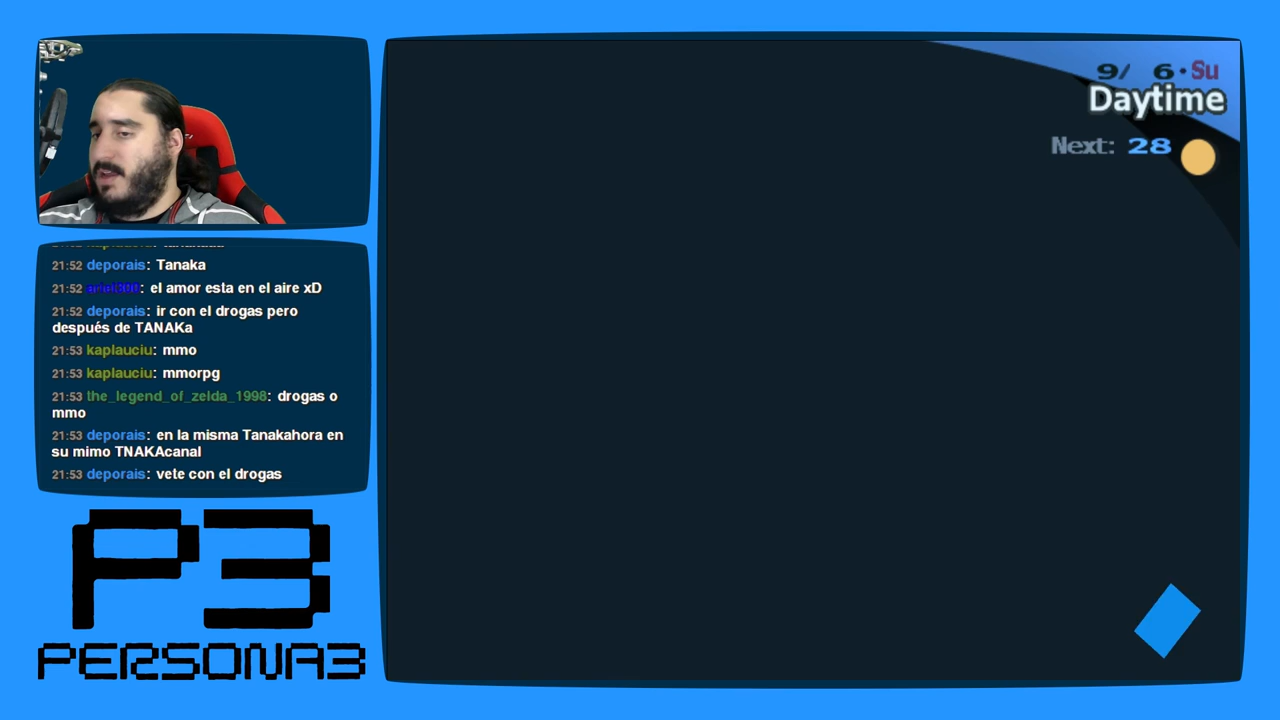 9/ 6·Su
Daytime
Next: 28
21:52 deporais: Tanaka
21:52 : el amor esta en el aire xD
21:52 deporais: ir con el drogas pero
después de TANAKa
21:53 kaplauciu: mmo
21:53 kaplauciu: mmorpg
21:53 the_legend_of_zelda_1998: drogas o
mmo
21:53 deporais: en la misma Tanakahora en
su mimo TNAKAcanal
21:53 deporais: vete con el drogas
P3
PERSONA3